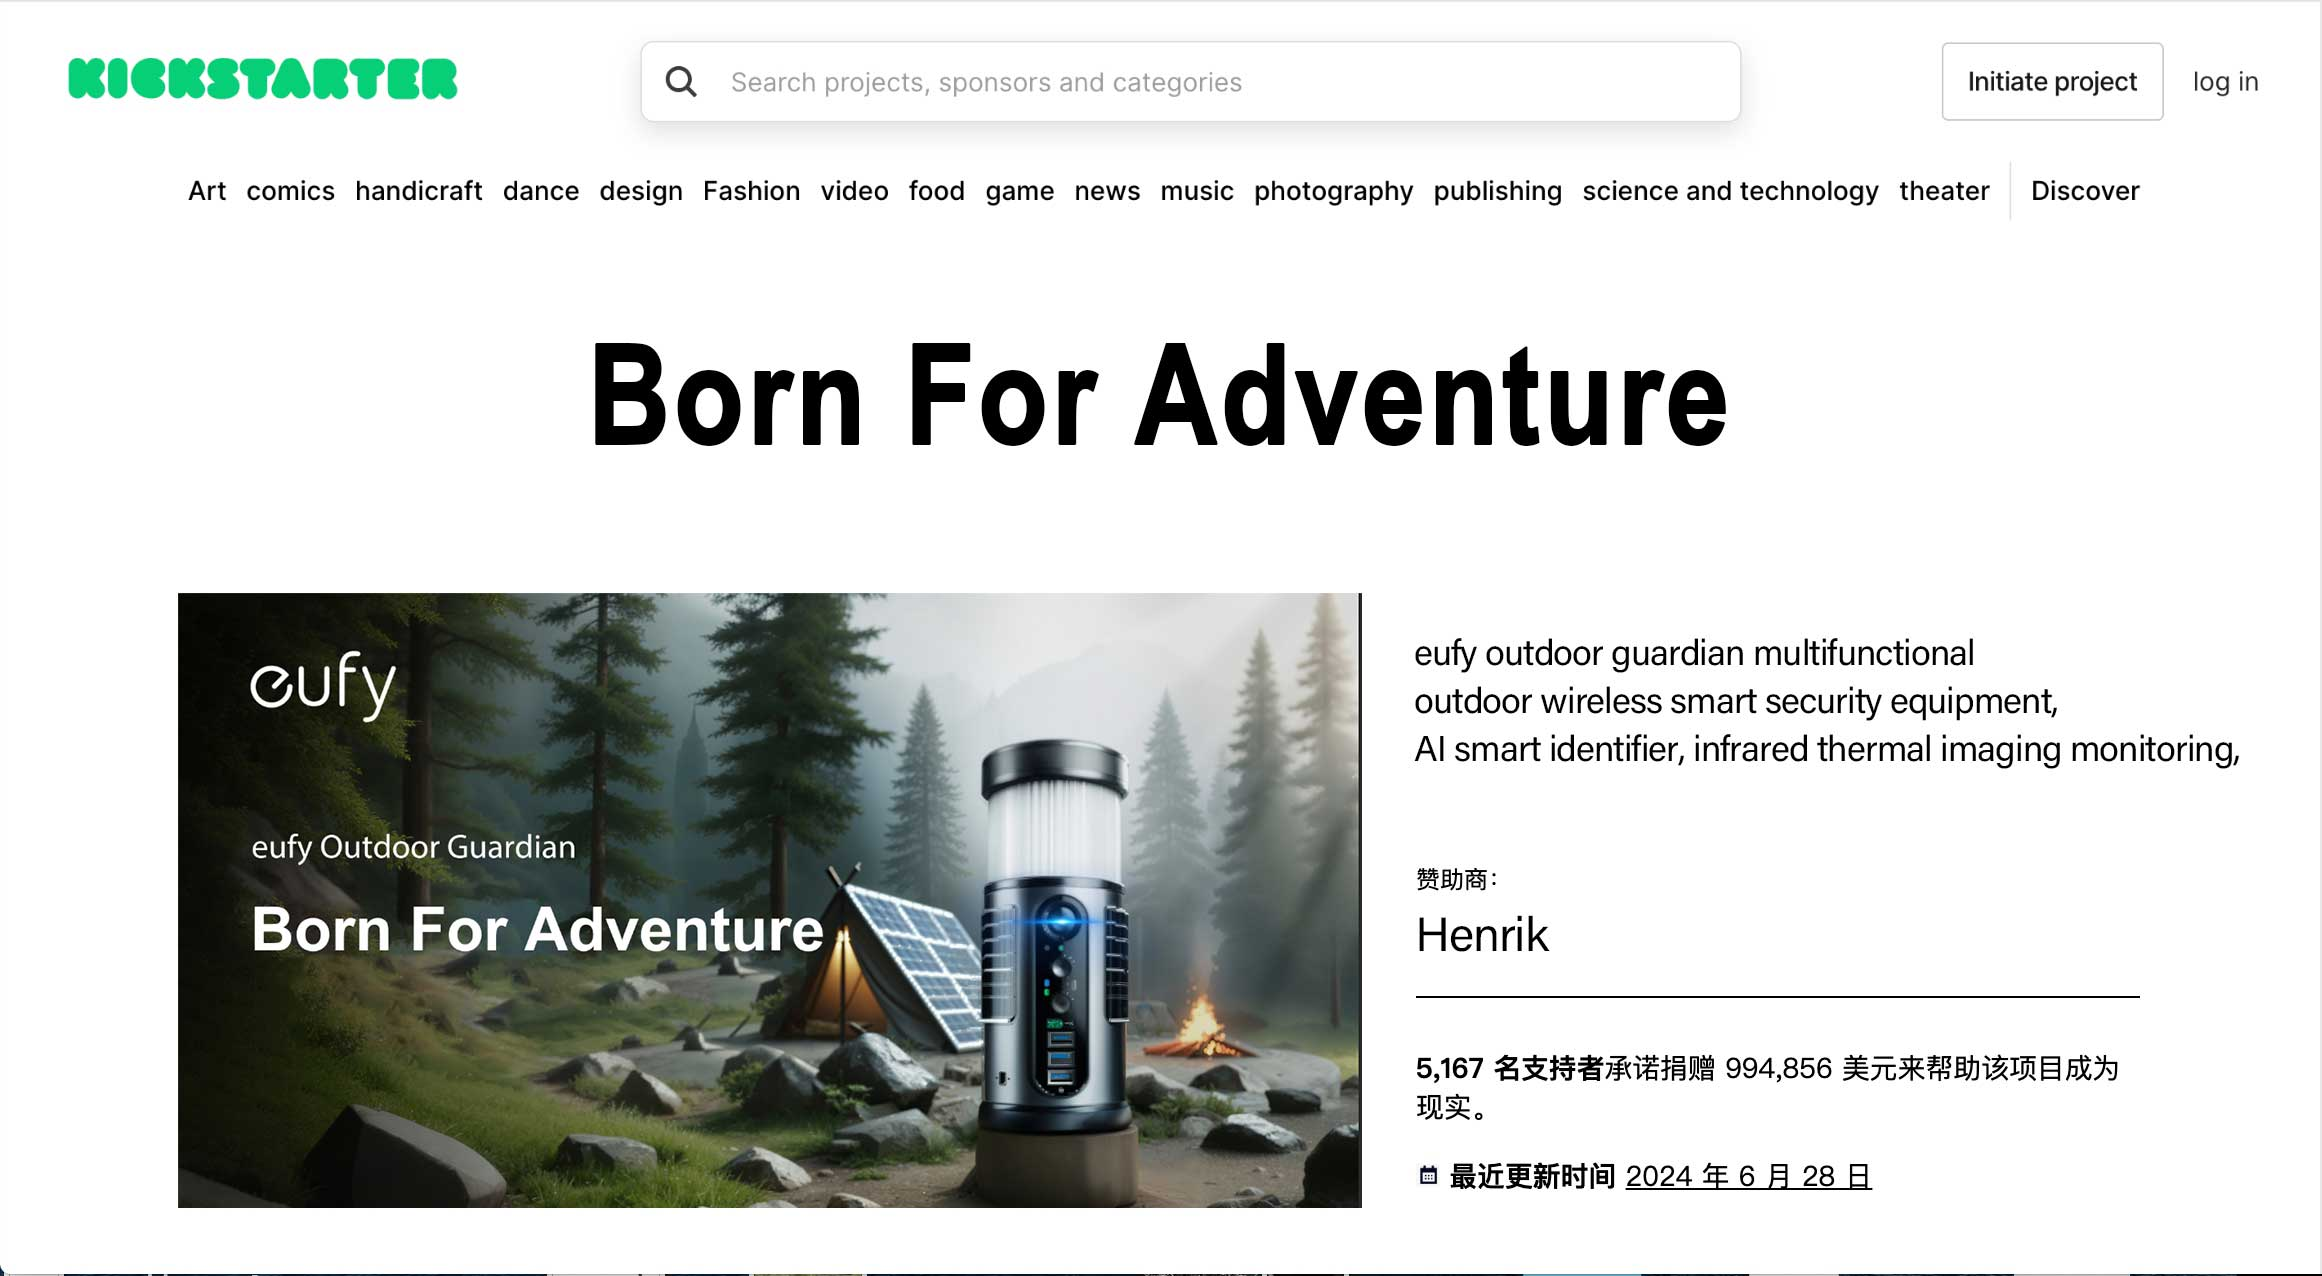 KICKSTARTER
Search projects, sponsors and categories
Initiate project
log in
Art comics handicraft dance design Fashion video food game news music photography publishing science and technology theater Discover
Born For Adventure
eufy
eufy Outdoor Guardian
Born For Adventure
eufy outdoor guardian multifunctional
outdoor wireless smart security equipment,
AI smart identifier, infrared thermal imaging monitoring,
赞助商：
Henrik
5,167 名支持者承诺捐赠 994,856 美元来帮助该项目成为
现实。
最近更新时间 2024 年 6 月 28 日